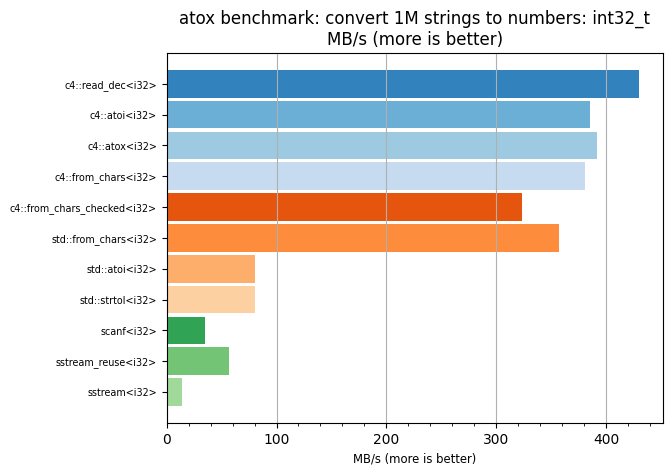 atox benchmark: convert 1M strings to numbers: int32_t
MB/s (more is better)
c4::read_dec<i32>
c4::atoi<i32>
c4::atox<i32>
c4::from_chars<i32>
c4::from_chars_checked<i32>
std::from_chars<i32>
std::atoi<i32>
std::strtol<i32>
scanf<i32>
sstream_reuse<i32>
sstream<i32>
0 100 200 300 400
MB/s (more is better)